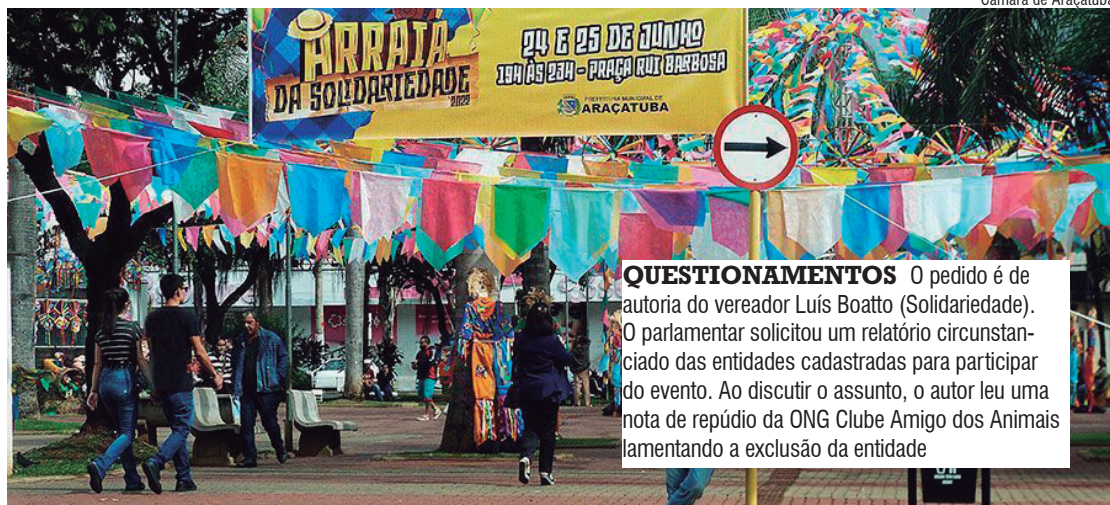 Câmara de Araçatuba
ARRAIA
DA SOLIDARIEDADE
2022
24 E 25 DE JUNHO
19H ÀS 23H - PRAÇA RUI BARBOSA
PREFEITURA MUNICIPAL DE
ARAÇATUBA
QUESTIONAMENTOS O pedido é de
autoria do vereador Luís Boatto (Solidariedade).
O parlamentar solicitou um relatório circunstan-
ciado das entidades cadastradas para participar
do evento. Ao discutir o assunto, o autor leu uma
nota de repúdio da ONG Clube Amigo dos Animais
lamentando a exclusão da entidade